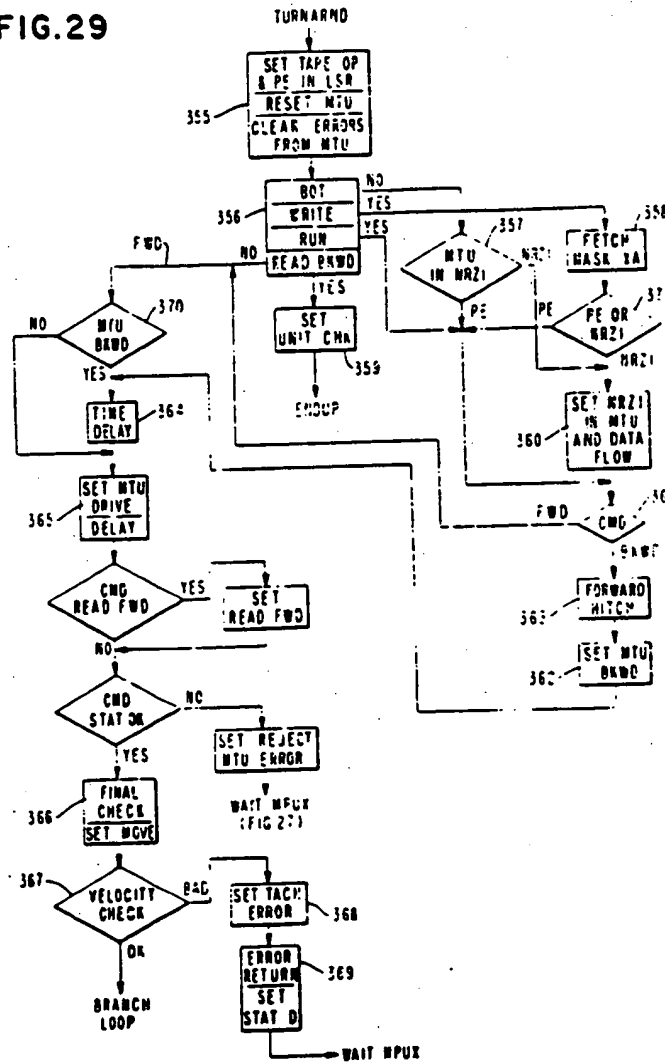 FIG.29
TURNARND
SET TAPE OP
& PE IN LSR
RESET MTU
CLEAR ERRORS
FROM MTU
355
BOT
WRITE
RUN
READ BKWD
356
NO
YES
YES
NO
YES
FWD
357
MTU
IN NRZI
NRZI
PE
358
FETCH
MASK XA
PE OR
NRZI
37
PE
NRZI
SET
UNIT CHK
359
ENDUP
370
MTU
BKWD
NO
YES
TIME
DELAY
364
SET NRZI
IN MTU
AND DATA
FLOW
360
SET MTU
DRIVE
DELAY
365
36
CMD
FWD
BKWD
FORWARD
HITCH
363
SET MTU
BKWD
362
CMD
READ FWD
YES
NO
SET
READ FWD
CMD
STAT OK
NO
YES
SET REJECT
MTU ERROR
WAIT MPUX
(FIG 27)
FINAL
CHECK
SET MOVE
366
367
VELOCITY
CHECK
BAD
OK
SET TACH
ERROR
368
ERROR
RETURN
SET
STAT D
369
BRANCH
LOOP
WAIT MPUX